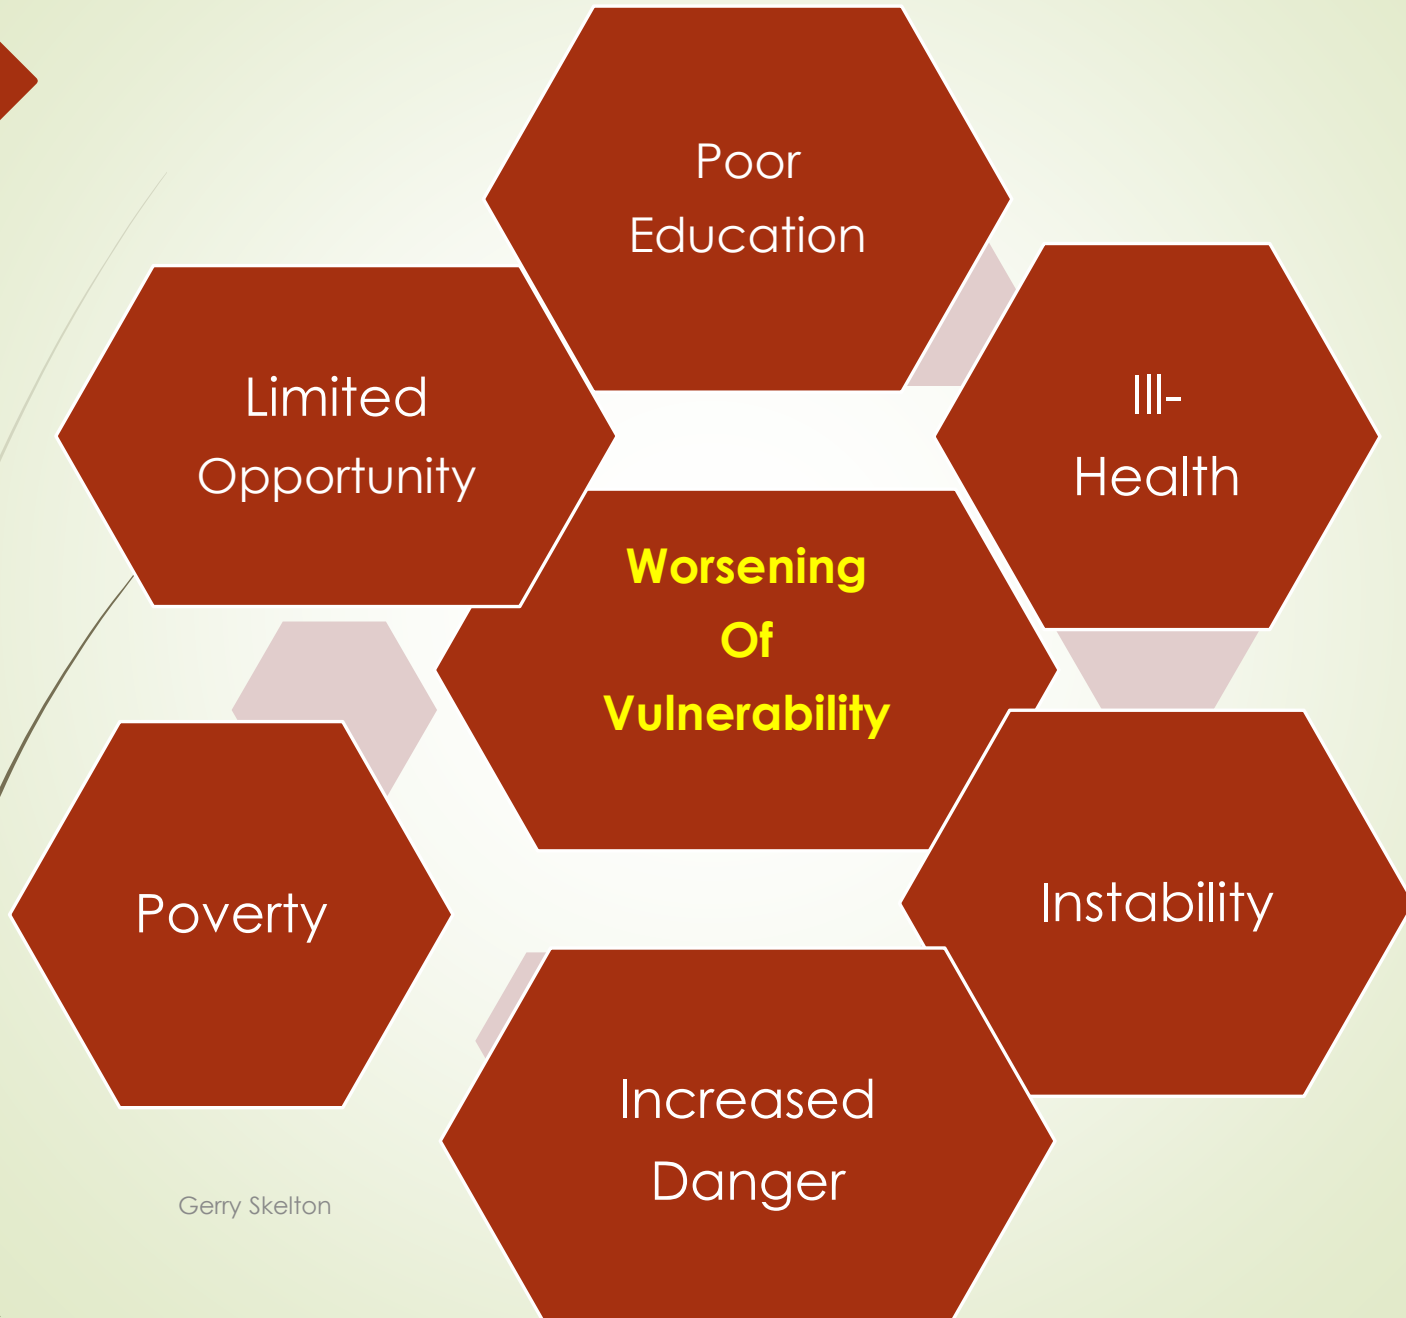 Poor
Education
Limited
Opportunity
Ill-
Health
Worsening
Of
Vulnerability
Poverty
Instability
Increased
Danger
Gerry Skelton